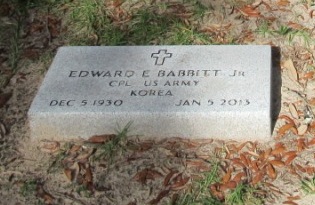 EDWARD E BABBITT JR
CPL US ARMY
KOREA
DEC 5 1930 JAN 5 2013